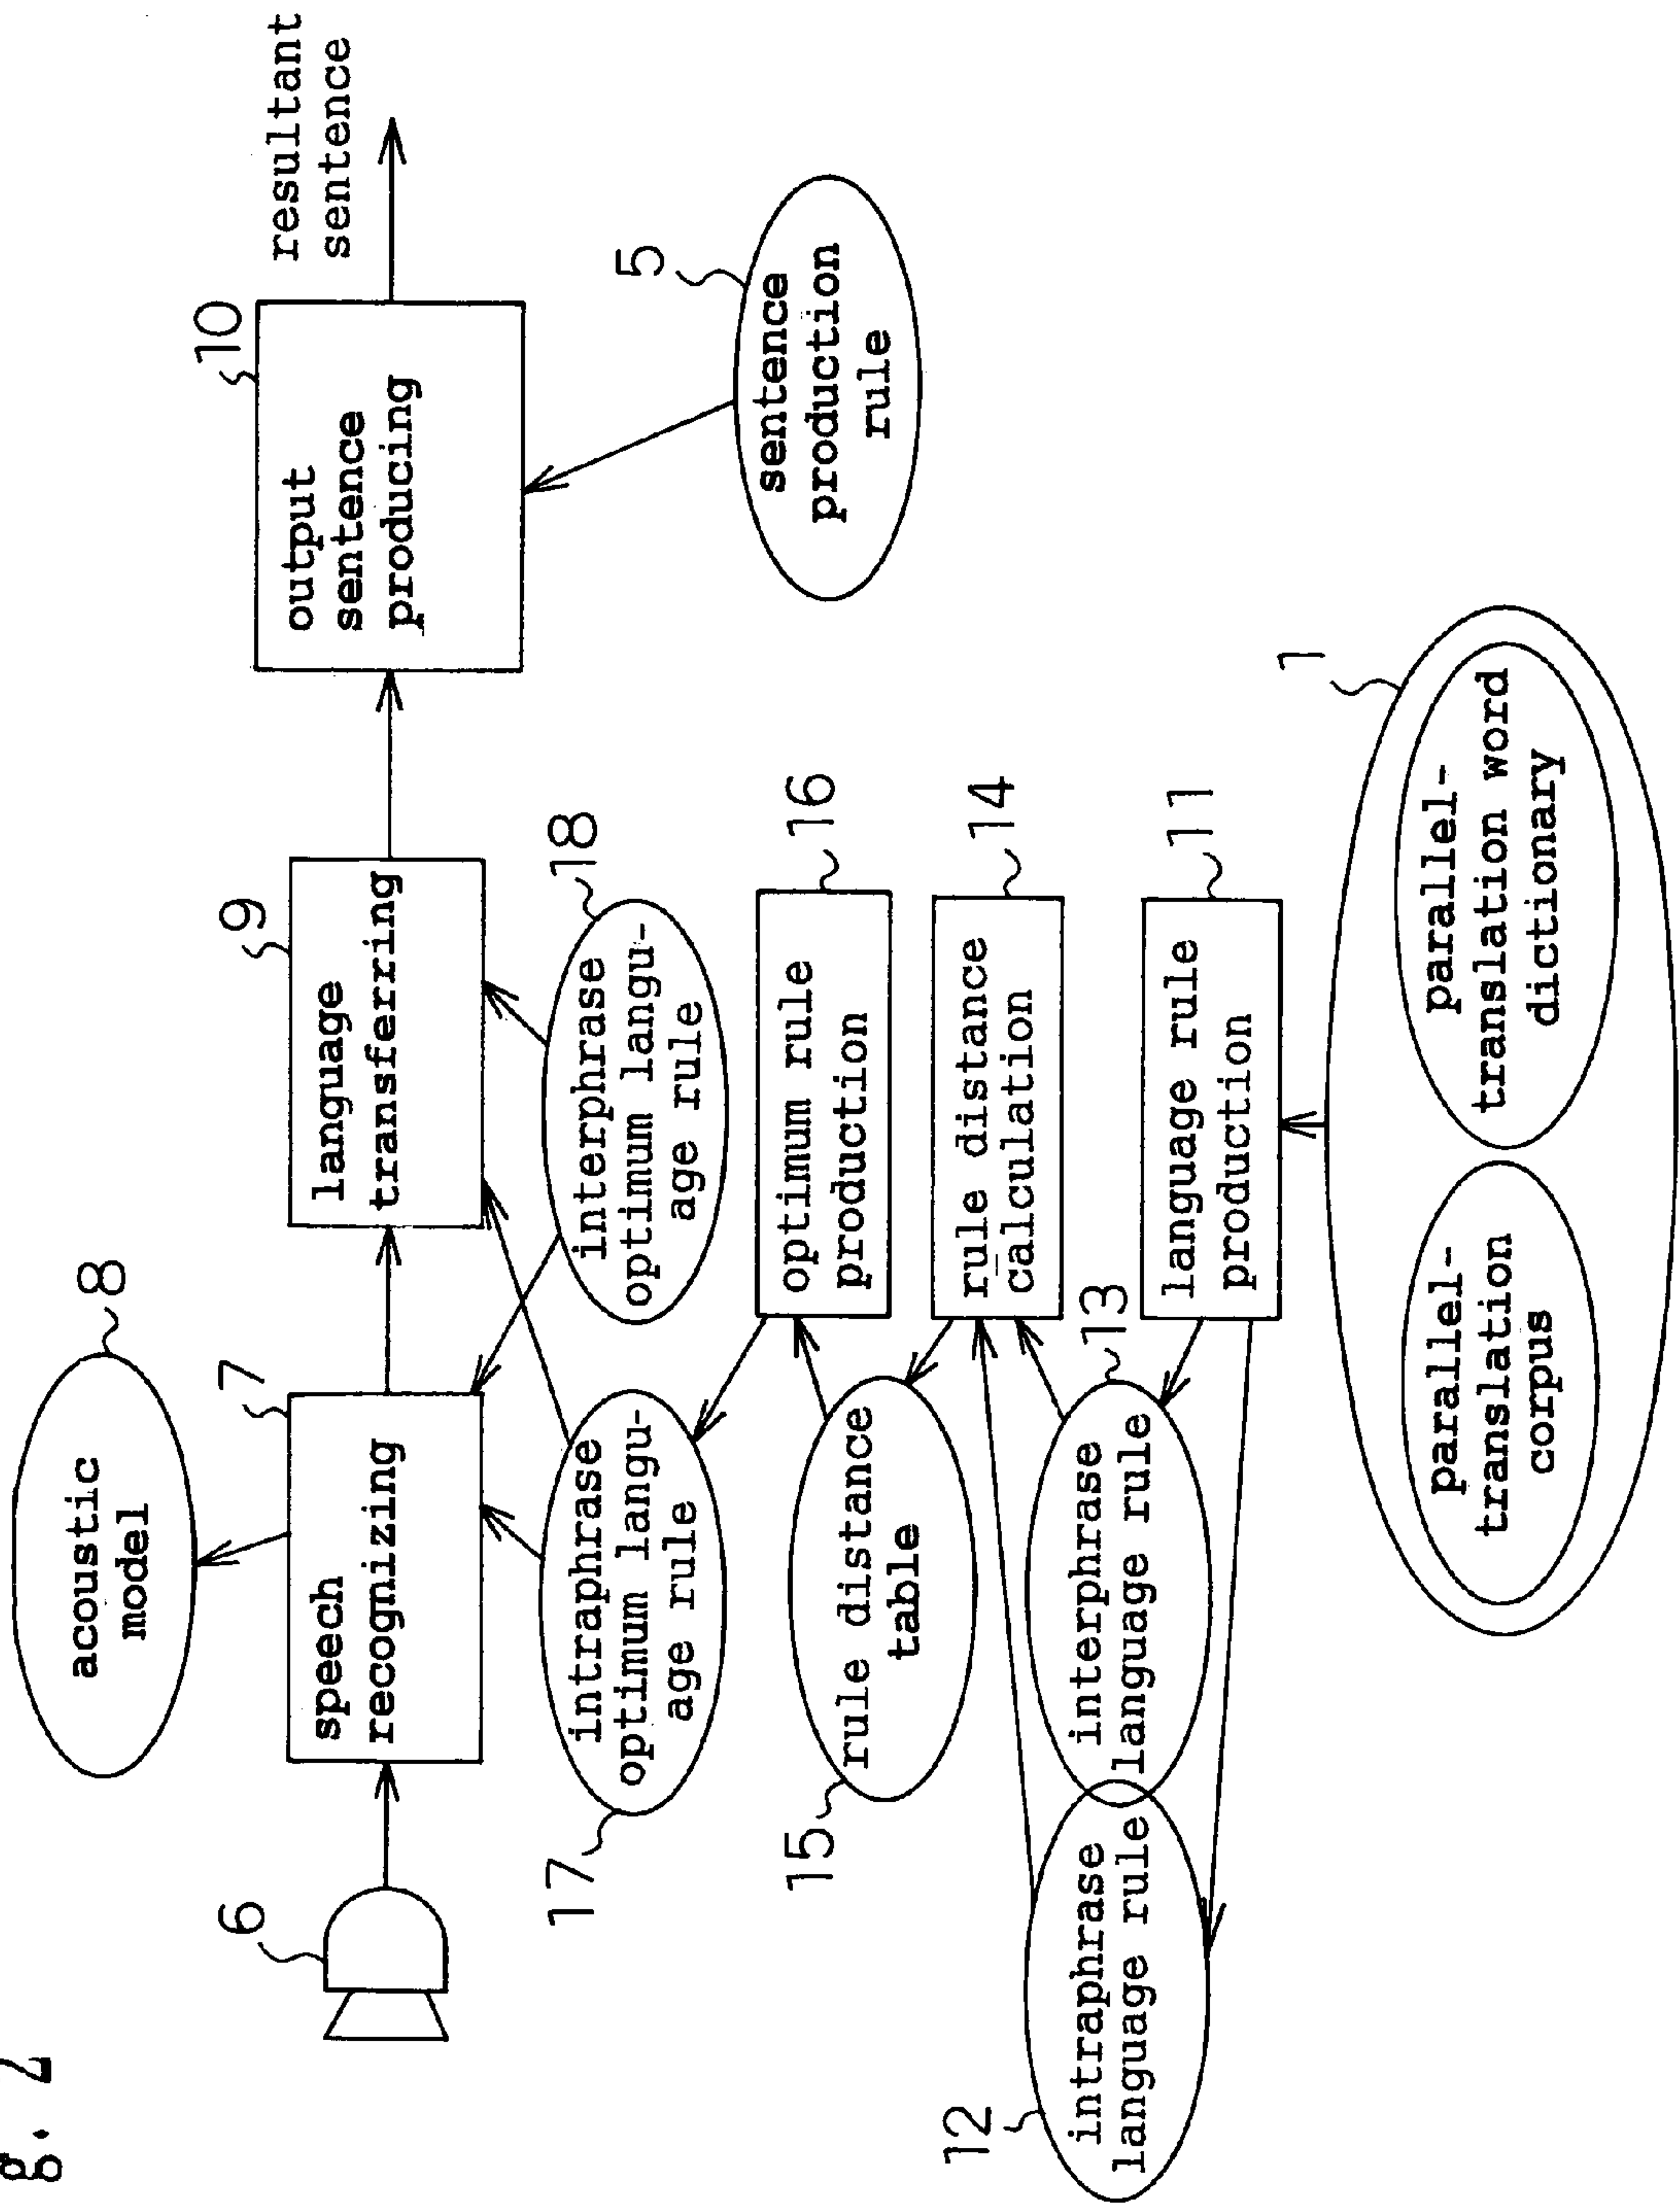 g. 2
acoustic
model
8
6
7
speech
recognizing
9
language
transferring
10
output
sentence
producing
resultant
sentence
17
intraphrase
optimum langu-
age rule
18
interphrase
optimum langu-
age rule
5
sentence
production
rule
15
rule distance
table
16
optimum rule
production
12
intraphrase
language rule
13
interphrase
language rule
14
rule distance
calculation
11
language rule
production
1
parallel-
translation
corpus
parallel-
translation word
dictionary